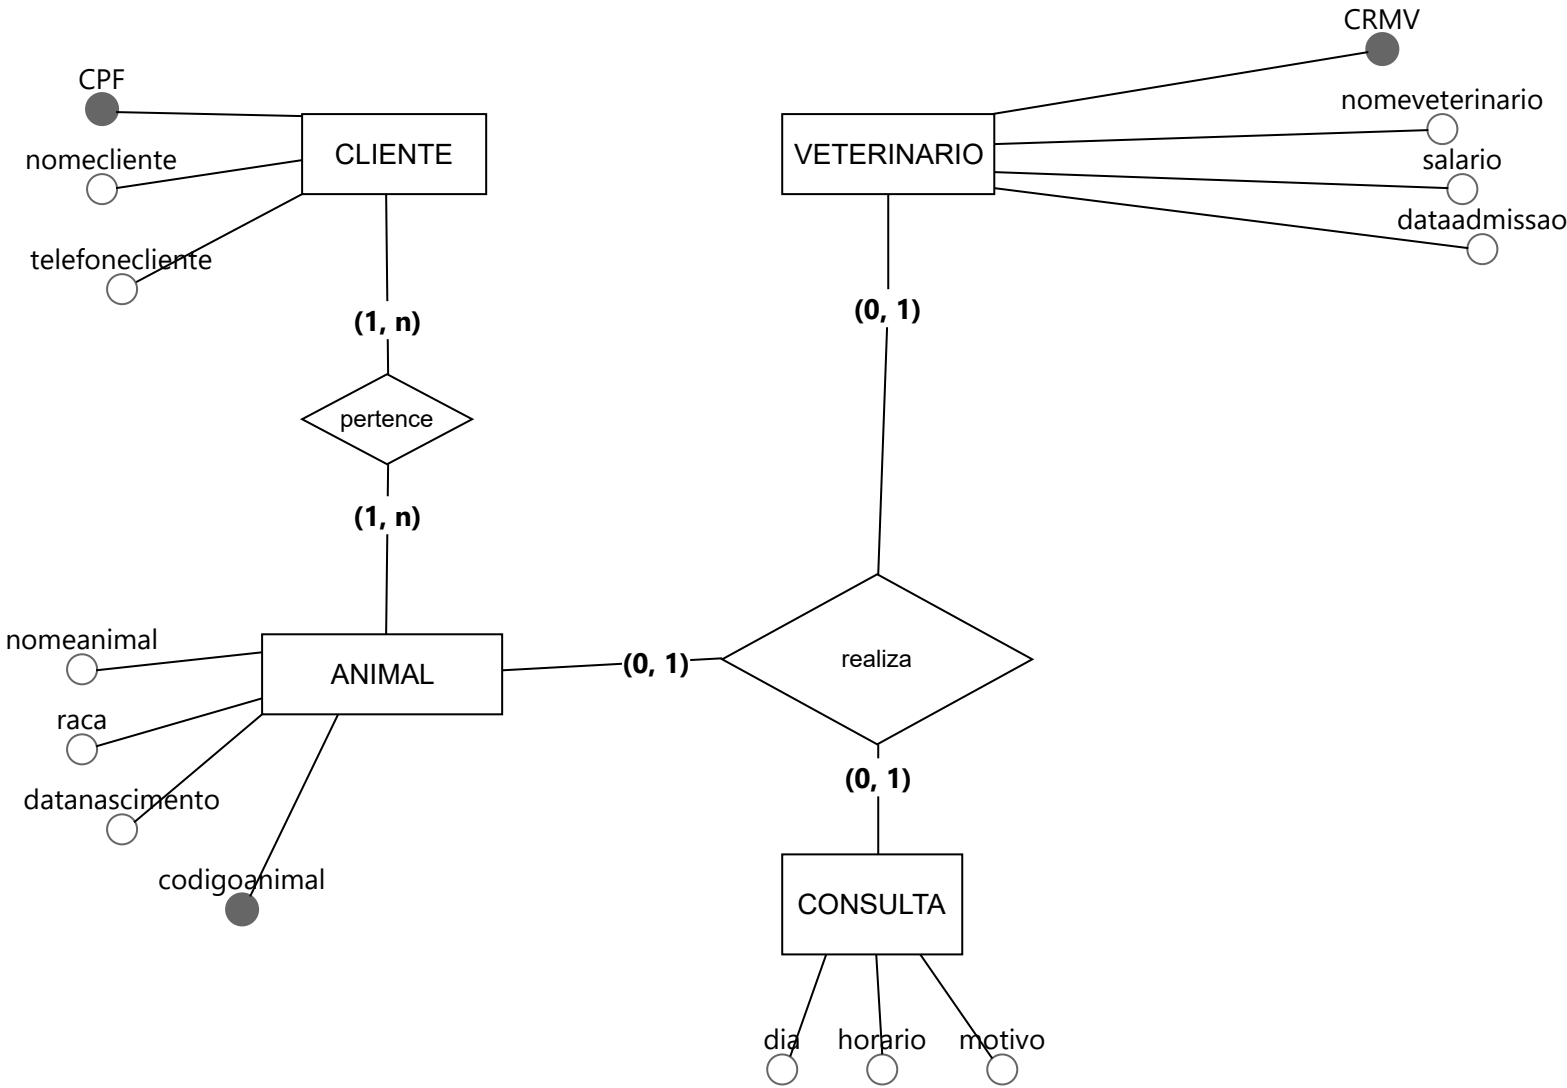 CRMV
CPF
nomeveterinario
CLIENTE
VETERINARIO
nomecliente
salario
dataadmissao
telefonecliente
(1, n)
(0, 1)
pertence
(1, n)
nomeanimal
ANIMAL
(0, 1)
realiza
raca
(0, 1)
datanascimento
codigoanimal
CONSULTA
dia
horario
motivo